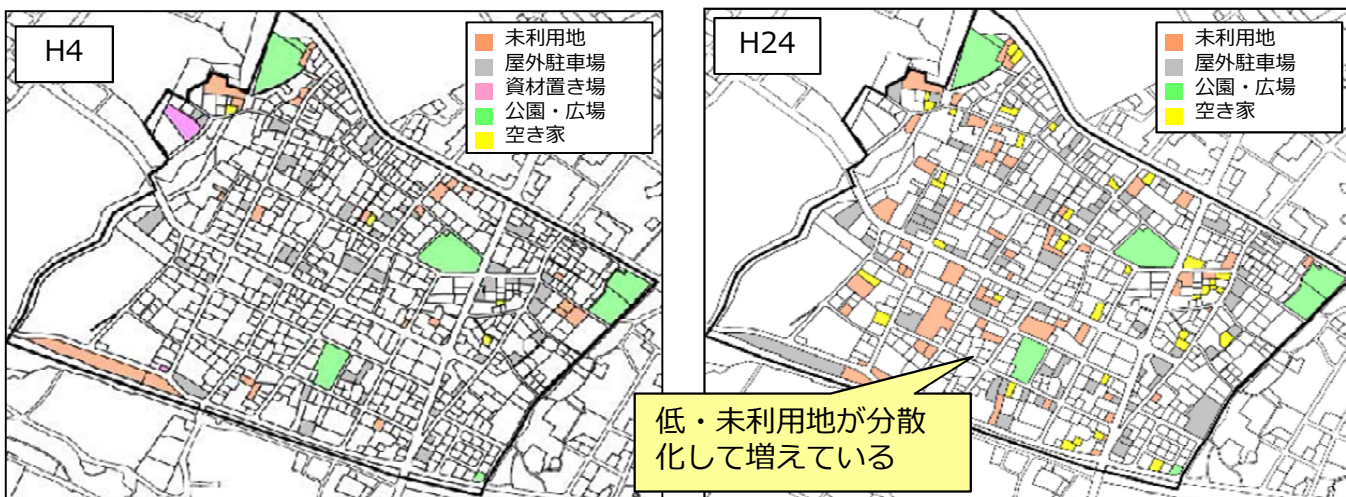 H4
未利用地
屋外駐車場
資材置き場
公園・広場
空き家
H24
未利用地
屋外駐車場
公園・広場
空き家
低・未利用地が分散
化して増えている